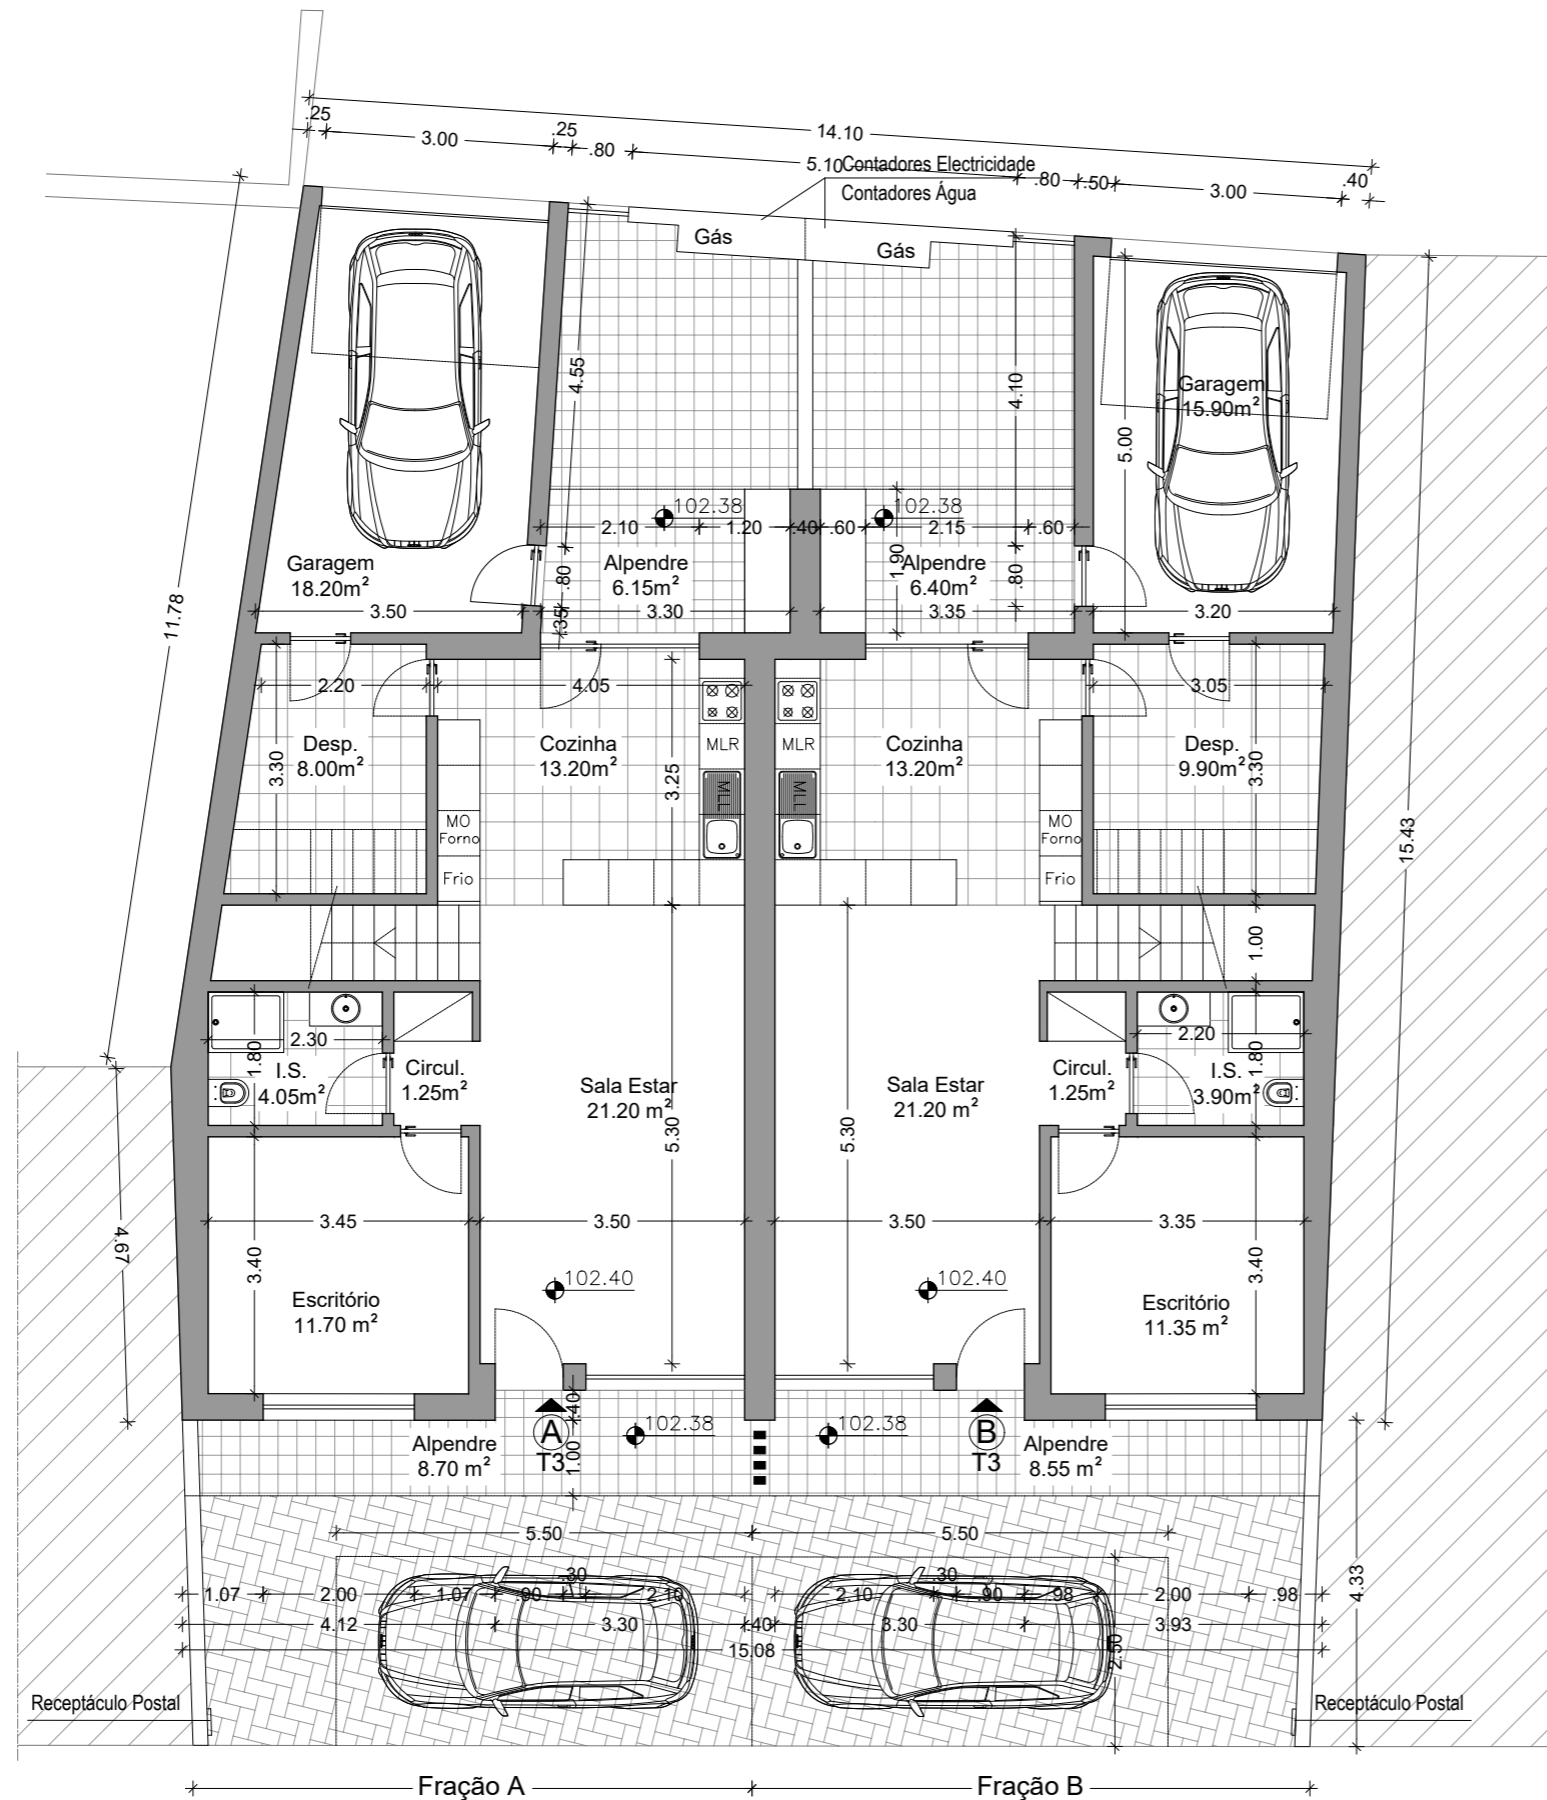 14.10
.25
3.00
.25
.80
5.10
Contadores Electricidade
.80
.50
3.00
.40
Contadores Água
Gás
Gás
11.78
4.55
4.10
5.00
Garagem
15.90m²
102.38
102.38
2.10
1.20
.40
.60
2.15
.60
Garagem
18.20m²
.80
Alpendre
6.15m²
1.90
Alpendre
6.40m²
.80
3.50
.35
3.30
3.35
3.20
2.20
4.05
3.05
Desp.
8.00m²
3.30
Cozinha
13.20m²
3.25
MLR
MLR
Cozinha
13.20m²
Desp.
9.90m²
3.30
MLL
MLL
MO
Forno
MO
Forno
Frio
Frio
15.43
1.00
2.30
1.80
I.S.
4.05m²
Circul.
1.25m²
Sala Estar
21.20 m²
5.30
Sala Estar
21.20 m²
5.30
Circul.
1.25m²
2.20
1.80
I.S.
3.90m²
4.67
3.45
3.50
3.50
3.35
3.40
3.40
102.40
102.40
Escritório
11.70 m²
Escritório
11.35 m²
.40
102.38
102.38
Alpendre
8.70 m²
A
T3
1.00
B
T3
Alpendre
8.55 m²
5.50
5.50
.30
.30
1.07
2.00
1.07
.90
2.10
2.10
.90
.98
2.00
.98
4.33
4.12
3.30
.40
3.30
3.93
15.08
2.50
Receptáculo Postal
Receptáculo Postal
Fração A
Fração B